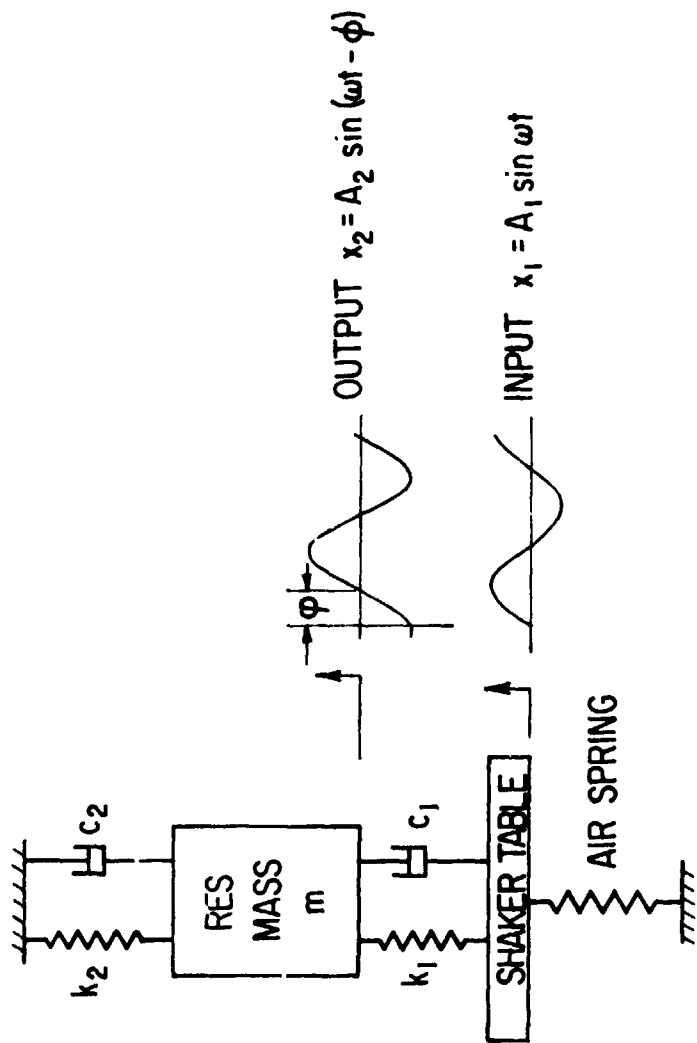 k₂
c₂
RES
MASS
m
k₁
c₁
SHAKER TABLE
AIR SPRING
φ
OUTPUT x₂ = A₂ sin (ωt - φ)
INPUT x₁ = A₁ sin ωt